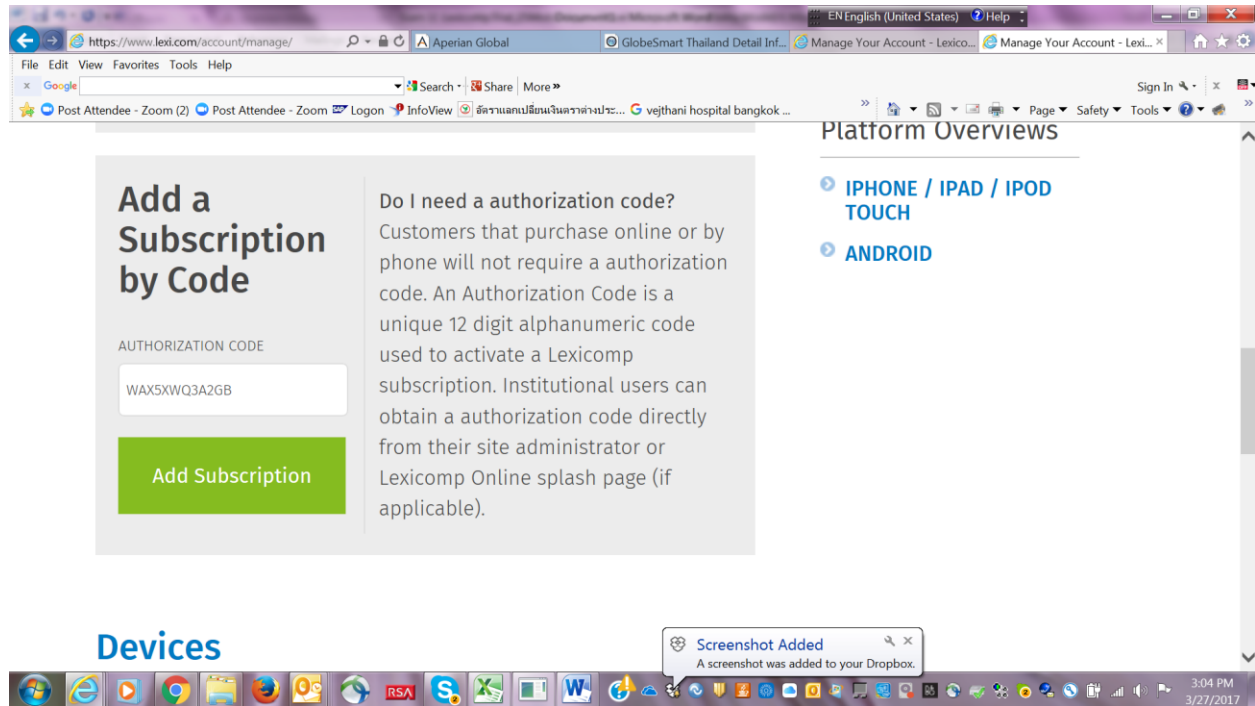 EN English (United States) Help
https://www.lexi.com/account/manage/
Aperian Global
GlobeSmart Thailand Detail Inf...
Manage Your Account - Lexico...
Manage Your Account - Lexi...
File Edit View Favorites Tools Help
x Google
Search
Share
More »
Sign In
Post Attendee - Zoom (2)
Post Attendee - Zoom
Logon
InfoView
อัตราแลกเปลี่ยนเงินตราต่างประ...
vejthani hospital bangkok ...
Page
Safety
Tools
Platform Overviews
IPHONE / IPAD / IPOD
TOUCH
ANDROID
Add a
Subscription
by Code
AUTHORIZATION CODE
WAX5XWQ3A2GB
Add Subscription
Do I need a authorization code?
Customers that purchase online or by
phone will not require a authorization
code. An Authorization Code is a
unique 12 digit alphanumeric code
used to activate a Lexicomp
subscription. Institutional users can
obtain a authorization code directly
from their site administrator or
Lexicomp Online splash page (if
applicable).
Devices
Screenshot Added
A screenshot was added to your Dropbox.
RSA
3:04 PM
3/27/2017